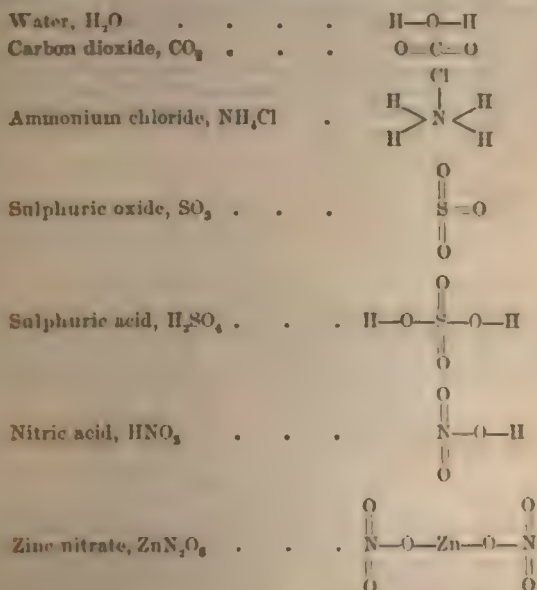 Water, H₂O . . . . H—O—H
Carbon dioxide, CO₂ . . . O=C=O
Cl
H H
Ammonium chloride, NH₄Cl . N
H H
O
Sulphuric oxide, SO₃ . . . S=O
O
O
Sulphuric acid, H₂SO₄ . . . H—O—S—O—H
O
O
Nitric acid, HNO₃ . . . N—O—H
O
O O
Zinc nitrate, ZnN₂O₆ . . . N—O—Zn—O—N
O O